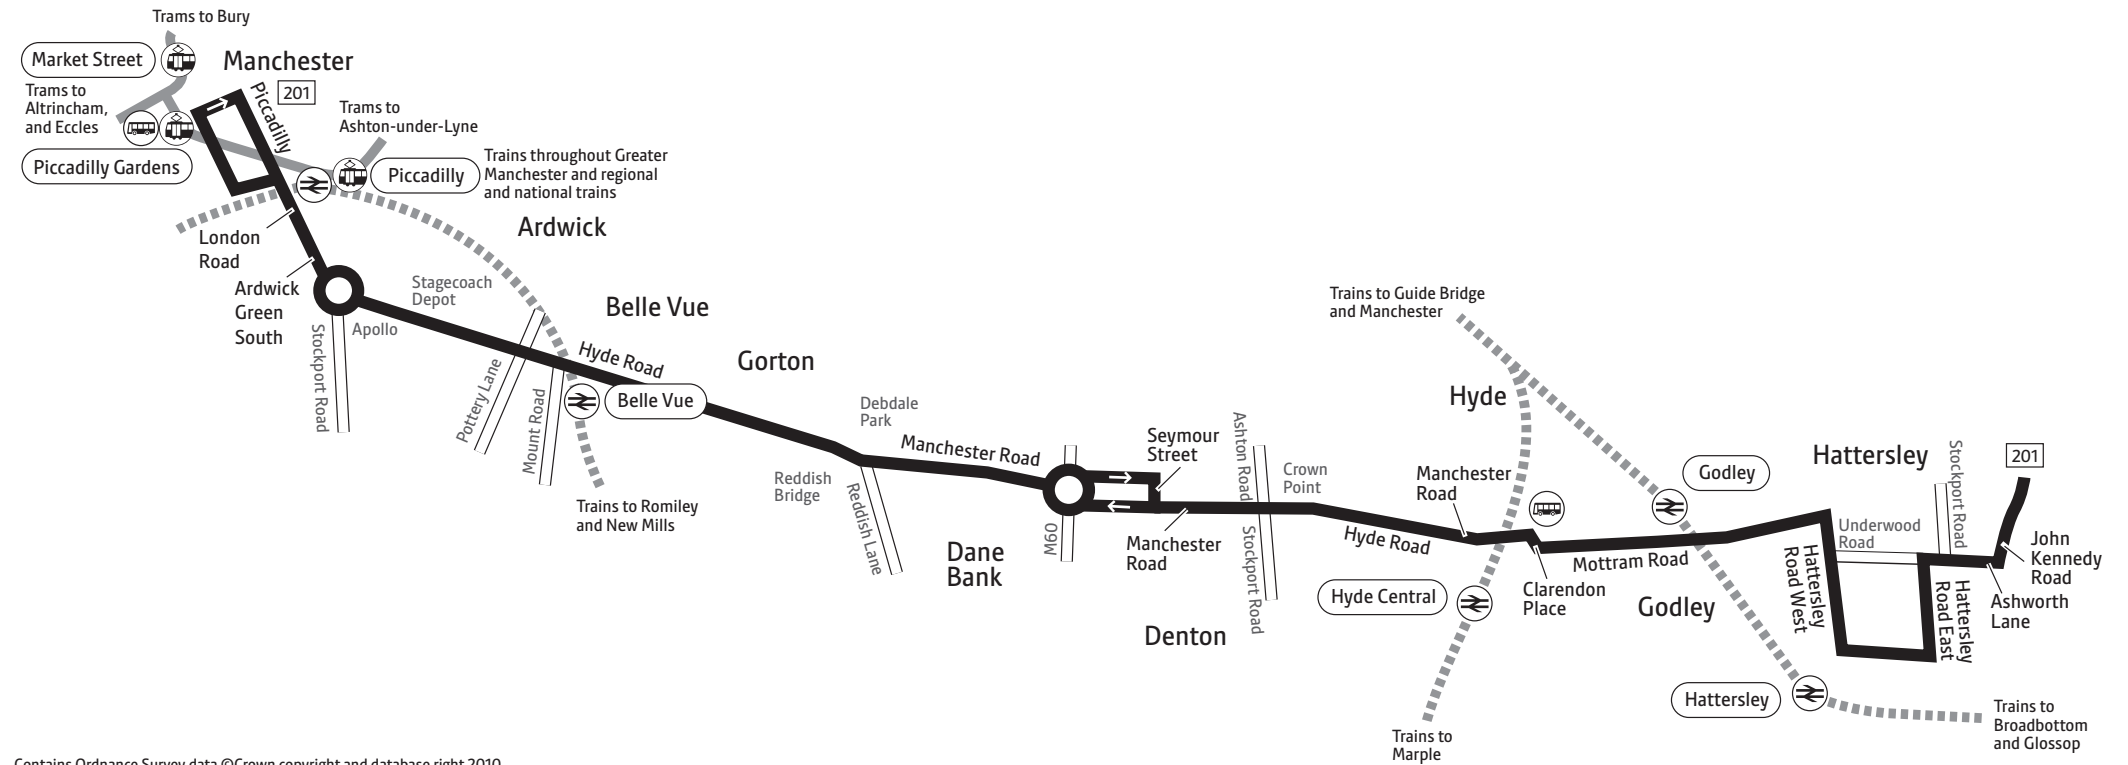 Trams to Bury
Market Street
Manchester
201
Piccadilly
Trams to
Altrincham,
and Eccles
Piccadilly Gardens
Trams to
Ashton-under-Lyne
Piccadilly
Trains throughout Greater
Manchester and regional
and national trains
Ardwick
London
Road
Ardwick
Green
South
Stagecoach
Depot
Apollo
Stockport Road
Belle Vue
Hyde Road
Pottery Lane
Mount Road
Belle Vue
Gorton
Trains to Romiley
and New Mills
Debdale
Park
Manchester Road
Reddish
Bridge
Reddish Lane
Dane
Bank
M60
Seymour
Street
Manchester
Road
Ashton Road
Stockport Road
Crown
Point
Denton
Hyde Road
Trains to Guide Bridge
and Manchester
Hyde
Manchester
Road
Hyde Central
Trains to
Marple
Clarendon
Place
Mottram Road
Godley
Godley
Hattersley
Hattersley
Road West
Underwood
Road
Stockport Road
201
Hattersley
Road East
John
Kennedy
Road
Ashworth
Lane
Hattersley
Trains to
Broadbottom
and Glossop
Contains Ordnance Survey data ©Crown copyright and database right 2010